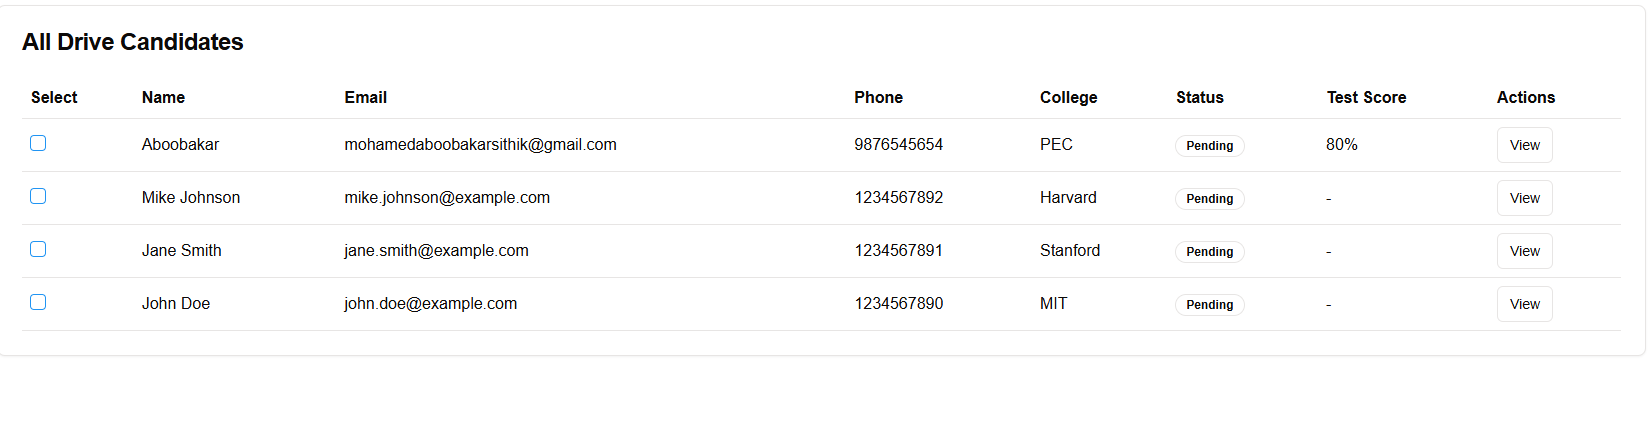 All Drive Candidates
Select Name Email Phone College Status Test Score Actions
Aboobakar mohamedaboobakarsithik@gmail.com 9876545654 PEC Pending 80% View
Mike Johnson mike.johnson@example.com 1234567892 Harvard Pending - View
Jane Smith jane.smith@example.com 1234567891 Stanford Pending - View
John Doe john.doe@example.com 1234567890 MIT Pending - View